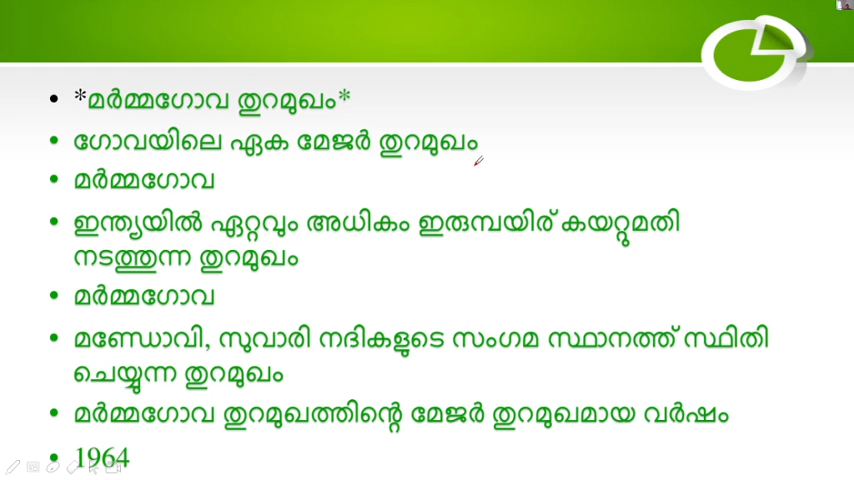 *മർമ്മഗോവ തുറമുഖം*
ഗോവയിലെ ഏക മേജർ തുറമുഖം
മർമ്മഗോവ
ഇന്ത്യയിൽ ഏറ്റവും അധികം ഇരുമ്പയിര് കയറ്റുമതി
നടത്തുന്ന തുറമുഖം
മർമ്മഗോവ
മണ്ഡോവി, സുവാരി നദികളുടെ സംഗമ സ്ഥാനത്ത് സ്ഥിതി
ചെയ്യുന്ന തുറമുഖം
മർമ്മഗോവ തുറമുഖത്തിന്റെ മേജർ തുറമുഖമായ വർഷം
1964